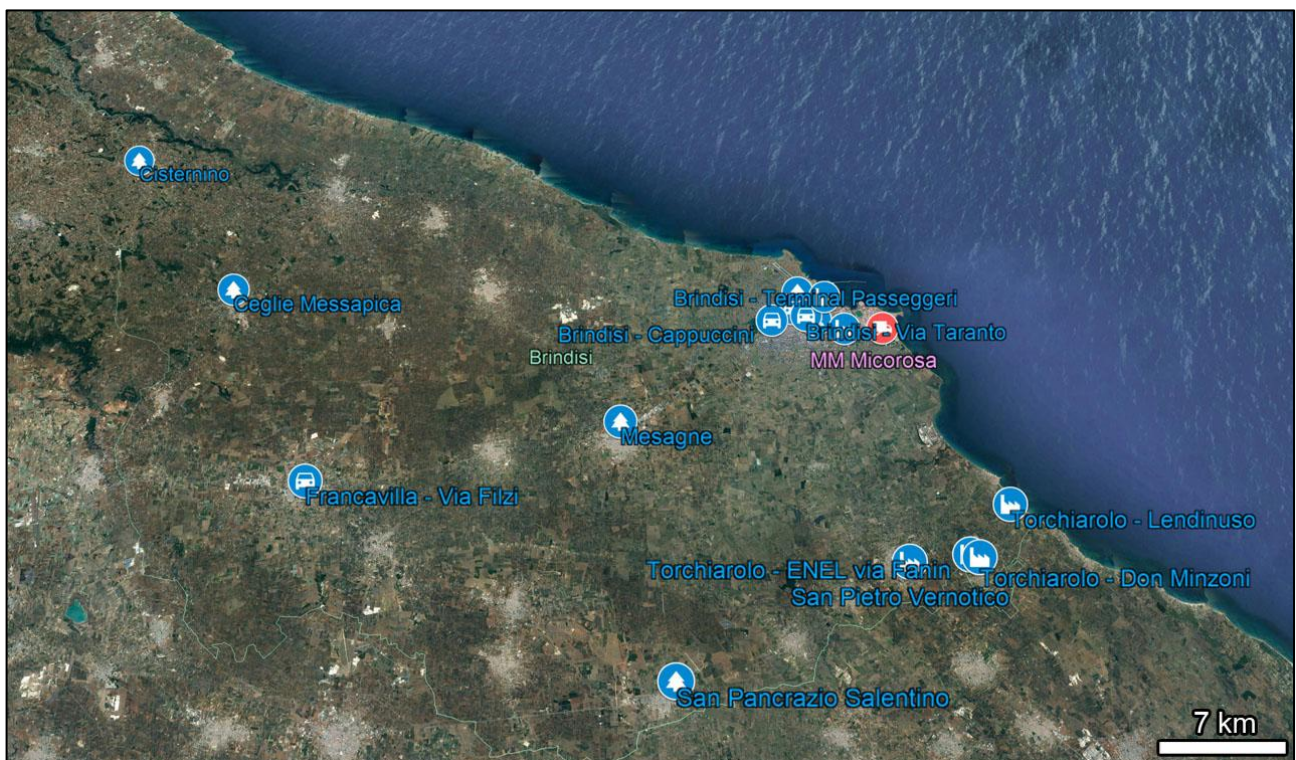 Cisternino
Ceglie Messapica
Brindisi - Terminal Passeggeri
Brindisi - Cappuccini
Brindisi - Via Taranto
Brindisi
MM Micorosa
Mesagne
Francavilla - Via Filzi
Torchiarolo - Lendinuso
Torchiarolo - ENEL via Fanin
Torchiarolo - Don Minzoni
San Pietro Vernotico
San Pancrazio Salentino
7 km